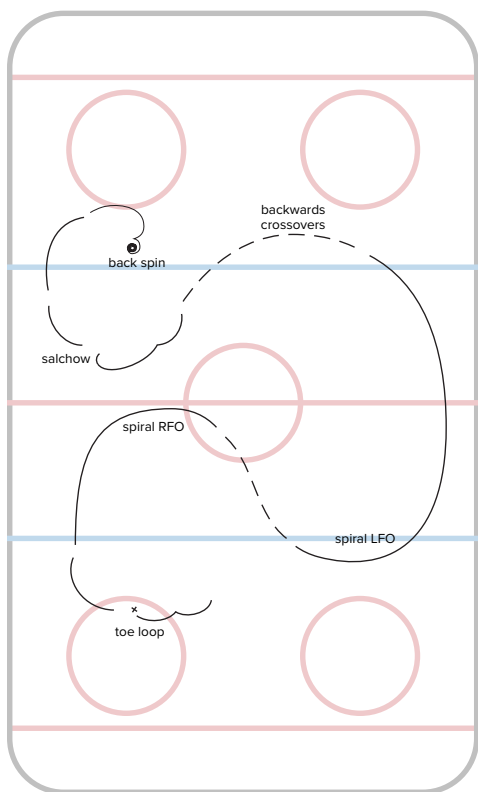 backwards
crossovers
back spin
salchow
spiral RFO
spiral LFO
toe loop